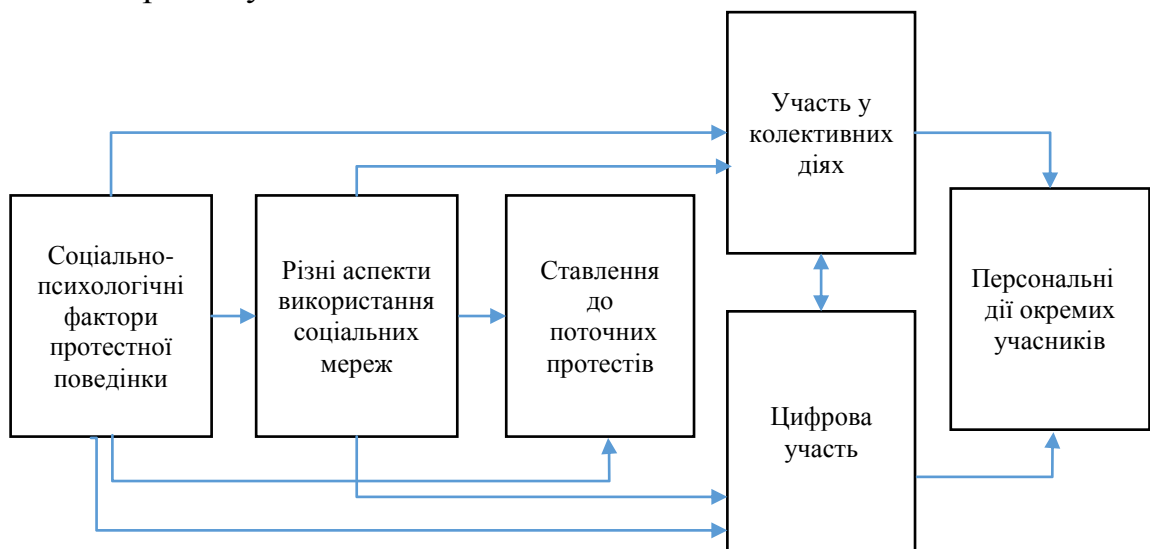 Участь у
колективних
діях
Соціально-
психологічні
фактори
протестної
поведінки
Різні аспекти
використання
соціальних
мереж
Ставлення
до
поточних
протестів
Персональні
дії окремих
учасників
Цифрова
участь